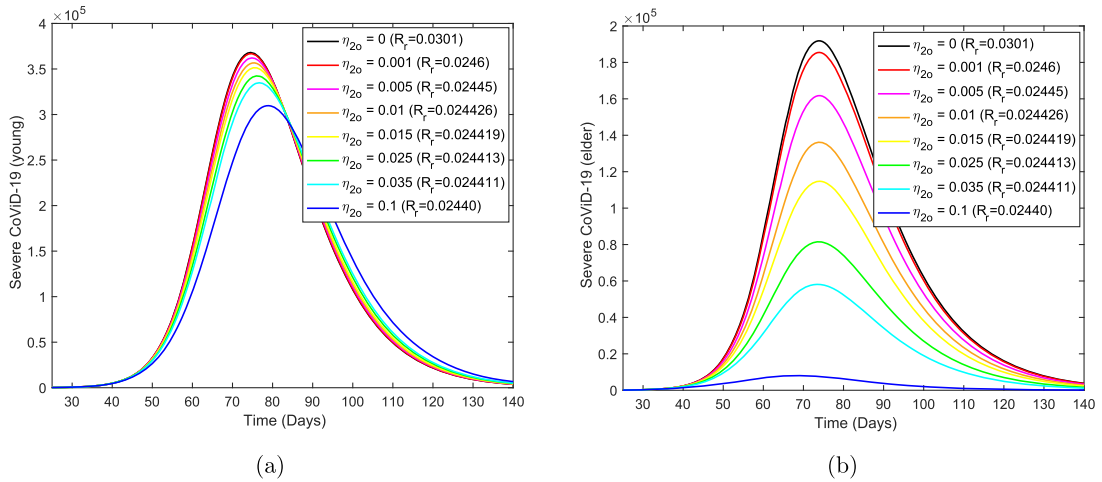 ×10⁵
4
3.5
3
2.5
2
1.5
1
0.5
0
30
40
50
60
70
80
90
100
110
120
130
140
Time (Days)
Severe CoViD-19 (young)
η₂ₒ = 0 (Rᵣ=0.0301)
η₂ₒ = 0.001 (Rᵣ=0.0246)
η₂ₒ = 0.005 (Rᵣ=0.02445)
η₂ₒ = 0.01 (Rᵣ=0.024426)
η₂ₒ = 0.015 (Rᵣ=0.024419)
η₂ₒ = 0.025 (Rᵣ=0.024413)
η₂ₒ = 0.035 (Rᵣ=0.024411)
η₂ₒ = 0.1 (Rᵣ=0.02440)
(a)
×10⁵
2
1.8
1.6
1.4
1.2
1
0.8
0.6
0.4
0.2
0
30
40
50
60
70
80
90
100
110
120
130
140
Time (Days)
Severe CoViD-19 (elder)
η₂ₒ = 0 (Rᵣ=0.0301)
η₂ₒ = 0.001 (Rᵣ=0.0246)
η₂ₒ = 0.005 (Rᵣ=0.02445)
η₂ₒ = 0.01 (Rᵣ=0.024426)
η₂ₒ = 0.015 (Rᵣ=0.024419)
η₂ₒ = 0.025 (Rᵣ=0.024413)
η₂ₒ = 0.035 (Rᵣ=0.024411)
η₂ₒ = 0.1 (Rᵣ=0.02440)
(b)